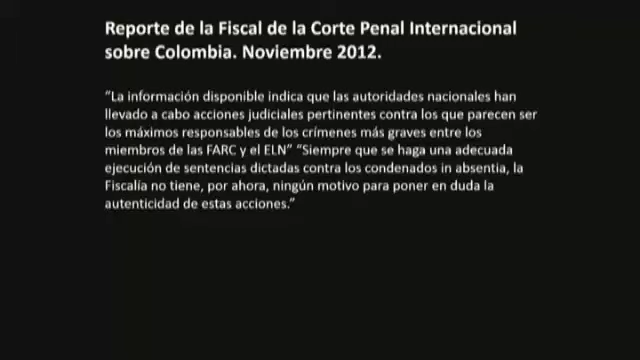 Reporte de la Fiscal de la Corte Penal Internacional
sobre Colombia. Noviembre 2012.
“La información disponible indica que las autoridades nacionales han
llevado a cabo acciones judiciales pertinentes contra los que parecen ser
los máximos responsables de los crímenes más graves entre los
miembros de las FARC y el ELN” “Siempre que se haga una adecuada
ejecución de sentencias dictadas contra los condenados in absentia, la
Fiscalía no tiene, por ahora, ningún motivo para poner en duda la
autenticidad de estas acciones.”